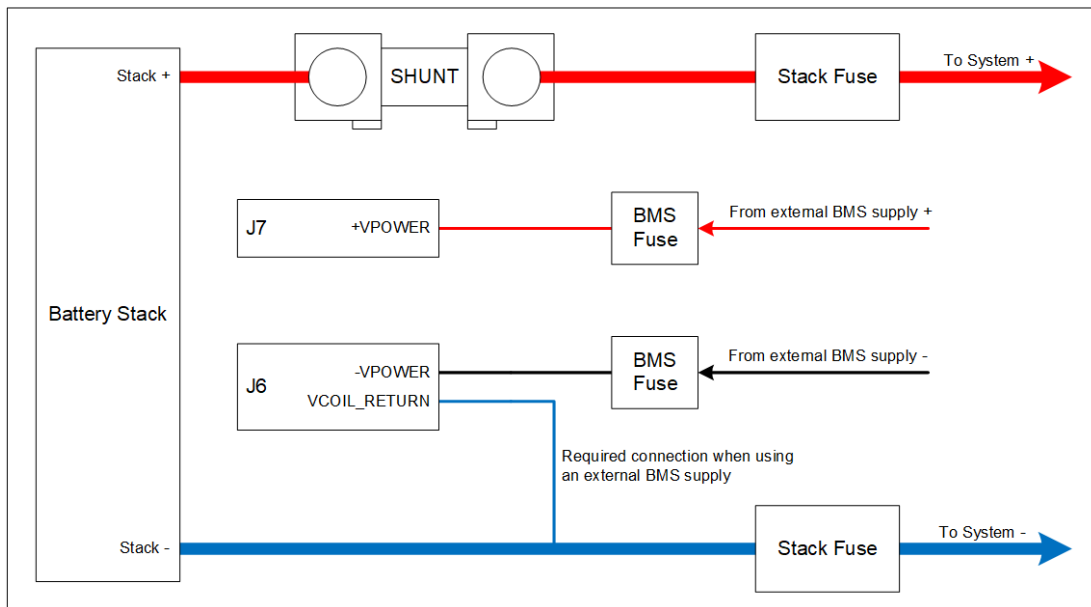 Stack +
SHUNT
Stack Fuse
To System +
J7
+VPOWER
BMS
Fuse
From external BMS supply +
Battery Stack
J6
-VPOWER
VCOIL_RETURN
BMS
Fuse
From external BMS supply -
Required connection when using
an external BMS supply
Stack -
Stack Fuse
To System -